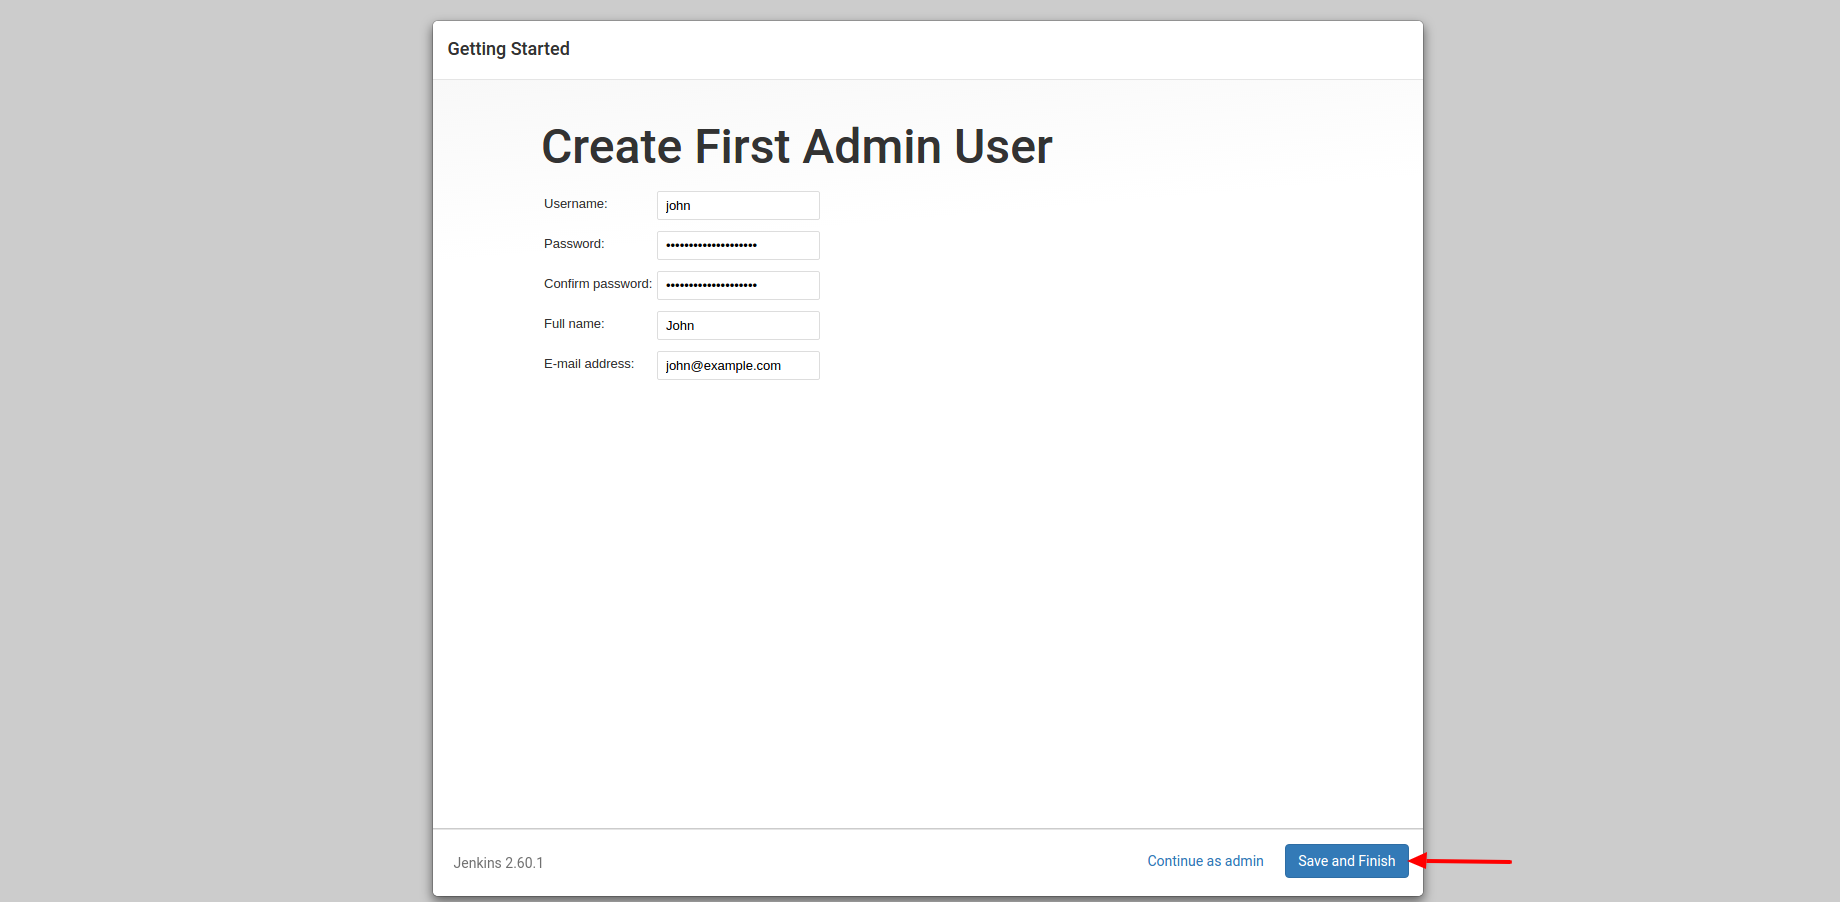 Getting Started
Create First Admin User
Username: john
Password: ••••••••••••••••••••
Confirm password: ••••••••••••••••••••
Full name: John
E-mail address: john@example.com
Jenkins 2.60.1 Continue as admin Save and Finish